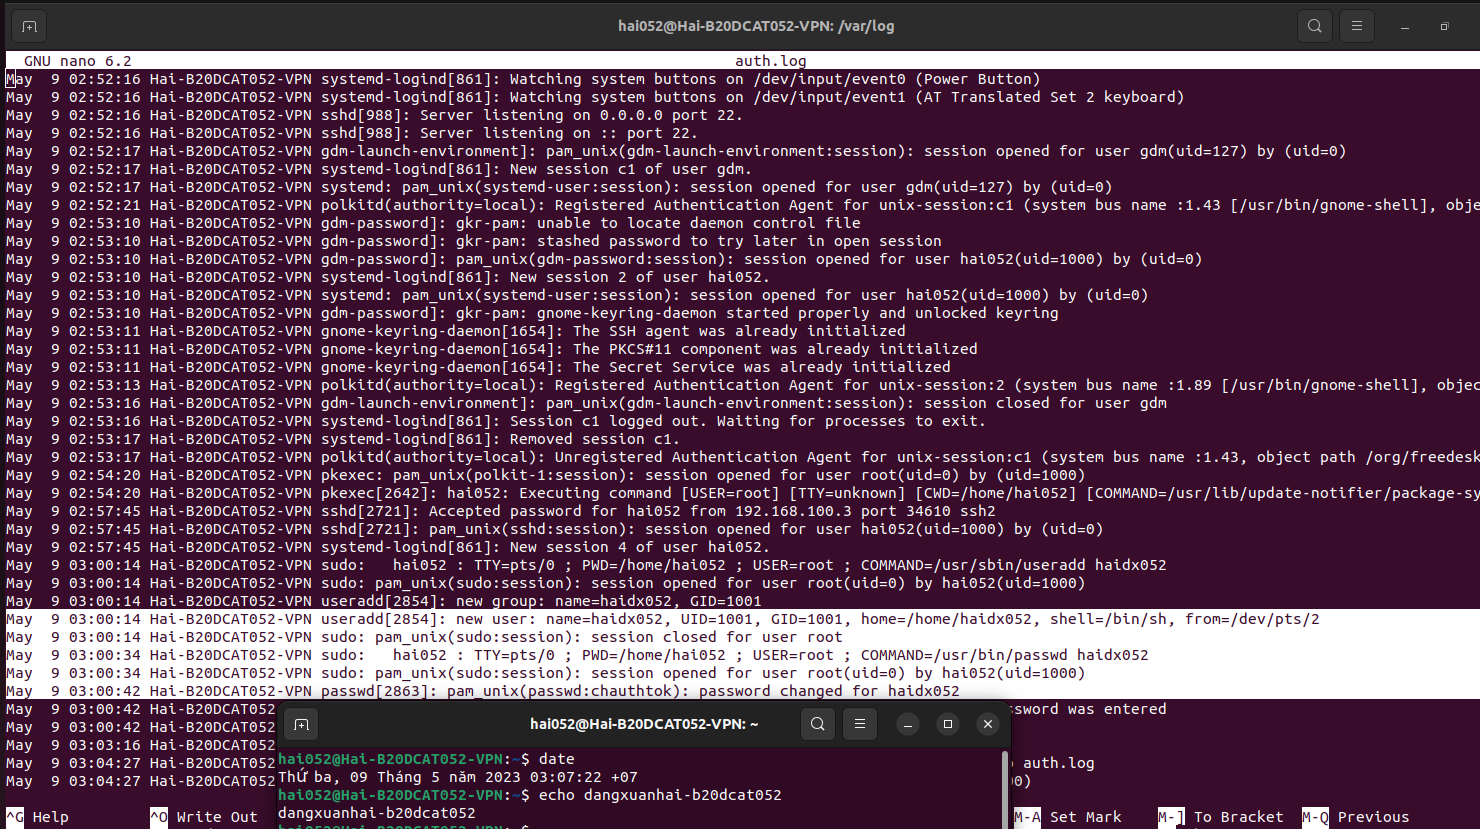 hai052@Hai-B20DCAT052-VPN: /var/log
GNU nano 6.2 auth.log
May  9 02:52:16 Hai-B20DCAT052-VPN systemd-logind[861]: Watching system buttons on /dev/input/event0 (Power Button)
May  9 02:52:16 Hai-B20DCAT052-VPN systemd-logind[861]: Watching system buttons on /dev/input/event1 (AT Translated Set 2 keyboard)
May  9 02:52:16 Hai-B20DCAT052-VPN sshd[988]: Server listening on 0.0.0.0 port 22.
May  9 02:52:16 Hai-B20DCAT052-VPN sshd[988]: Server listening on :: port 22.
May  9 02:52:17 Hai-B20DCAT052-VPN gdm-launch-environment]: pam_unix(gdm-launch-environment:session): session opened for user gdm(uid=127) by (uid=0)
May  9 02:52:17 Hai-B20DCAT052-VPN systemd-logind[861]: New session c1 of user gdm.
May  9 02:52:17 Hai-B20DCAT052-VPN systemd: pam_unix(systemd-user:session): session opened for user gdm(uid=127) by (uid=0)
May  9 02:52:21 Hai-B20DCAT052-VPN polkitd(authority=local): Registered Authentication Agent for unix-session:c1 (system bus name :1.43 [/usr/bin/gnome-shell], obje
May  9 02:53:10 Hai-B20DCAT052-VPN gdm-password]: gkr-pam: unable to locate daemon control file
May  9 02:53:10 Hai-B20DCAT052-VPN gdm-password]: gkr-pam: stashed password to try later in open session
May  9 02:53:10 Hai-B20DCAT052-VPN gdm-password]: pam_unix(gdm-password:session): session opened for user hai052(uid=1000) by (uid=0)
May  9 02:53:10 Hai-B20DCAT052-VPN systemd-logind[861]: New session 2 of user hai052.
May  9 02:53:10 Hai-B20DCAT052-VPN systemd: pam_unix(systemd-user:session): session opened for user hai052(uid=1000) by (uid=0)
May  9 02:53:10 Hai-B20DCAT052-VPN gdm-password]: gkr-pam: gnome-keyring-daemon started properly and unlocked keyring
May  9 02:53:11 Hai-B20DCAT052-VPN gnome-keyring-daemon[1654]: The SSH agent was already initialized
May  9 02:53:11 Hai-B20DCAT052-VPN gnome-keyring-daemon[1654]: The PKCS#11 component was already initialized
May  9 02:53:11 Hai-B20DCAT052-VPN gnome-keyring-daemon[1654]: The Secret Service was already initialized
May  9 02:53:13 Hai-B20DCAT052-VPN polkitd(authority=local): Registered Authentication Agent for unix-session:2 (system bus name :1.89 [/usr/bin/gnome-shell], objec
May  9 02:53:16 Hai-B20DCAT052-VPN gdm-launch-environment]: pam_unix(gdm-launch-environment:session): session closed for user gdm
May  9 02:53:16 Hai-B20DCAT052-VPN systemd-logind[861]: Session c1 logged out. Waiting for processes to exit.
May  9 02:53:17 Hai-B20DCAT052-VPN systemd-logind[861]: Removed session c1.
May  9 02:53:17 Hai-B20DCAT052-VPN polkitd(authority=local): Unregistered Authentication Agent for unix-session:c1 (system bus name :1.43, object path /org/freedesk
May  9 02:54:20 Hai-B20DCAT052-VPN pkexec: pam_unix(polkit-1:session): session opened for user root(uid=0) by (uid=1000)
May  9 02:54:20 Hai-B20DCAT052-VPN pkexec[2642]: hai052: Executing command [USER=root] [TTY=unknown] [CWD=/home/hai052] [COMMAND=/usr/lib/update-notifier/package-sy
May  9 02:57:45 Hai-B20DCAT052-VPN sshd[2721]: Accepted password for hai052 from 192.168.100.3 port 34610 ssh2
May  9 02:57:45 Hai-B20DCAT052-VPN sshd[2721]: pam_unix(sshd:session): session opened for user hai052(uid=1000) by (uid=0)
May  9 02:57:45 Hai-B20DCAT052-VPN systemd-logind[861]: New session 4 of user hai052.
May  9 03:00:14 Hai-B20DCAT052-VPN sudo:   hai052 : TTY=pts/0 ; PWD=/home/hai052 ; USER=root ; COMMAND=/usr/sbin/useradd haidx052
May  9 03:00:14 Hai-B20DCAT052-VPN sudo: pam_unix(sudo:session): session opened for user root(uid=0) by hai052(uid=1000)
May  9 03:00:14 Hai-B20DCAT052-VPN useradd[2854]: new group: name=haidx052, GID=1001
May  9 03:00:14 Hai-B20DCAT052-VPN useradd[2854]: new user: name=haidx052, UID=1001, GID=1001, home=/home/haidx052, shell=/bin/sh, from=/dev/pts/2
May  9 03:00:14 Hai-B20DCAT052-VPN sudo: pam_unix(sudo:session): session closed for user root
May  9 03:00:34 Hai-B20DCAT052-VPN sudo:   hai052 : TTY=pts/0 ; PWD=/home/hai052 ; USER=root ; COMMAND=/usr/bin/passwd haidx052
May  9 03:00:34 Hai-B20DCAT052-VPN sudo: pam_unix(sudo:session): session opened for user root(uid=0) by hai052(uid=1000)
May  9 03:00:42 Hai-B20DCAT052-VPN passwd[2863]: pam_unix(passwd:chauthtok): password changed for haidx052
May  9 03:00:42 Hai-B20DCAT052 sword was entered
May  9 03:00:42 Hai-B20DCAT052
May  9 03:03:16 Hai-B20DCAT052
May  9 03:04:27 Hai-B20DCAT052 auth.log
May  9 03:04:27 Hai-B20DCAT052 0)
hai052@Hai-B20DCAT052-VPN: ~
hai052@Hai-B20DCAT052-VPN:~$ date
Thứ ba, 09 Tháng 5 năm 2023 03:07:22 +07
hai052@Hai-B20DCAT052-VPN:~$ echo dangxuanhai-b20dcat052
dangxuanhai-b20dcat052
^G Help ^O Write Out M-A Set Mark M-] To Bracket M-Q Previous